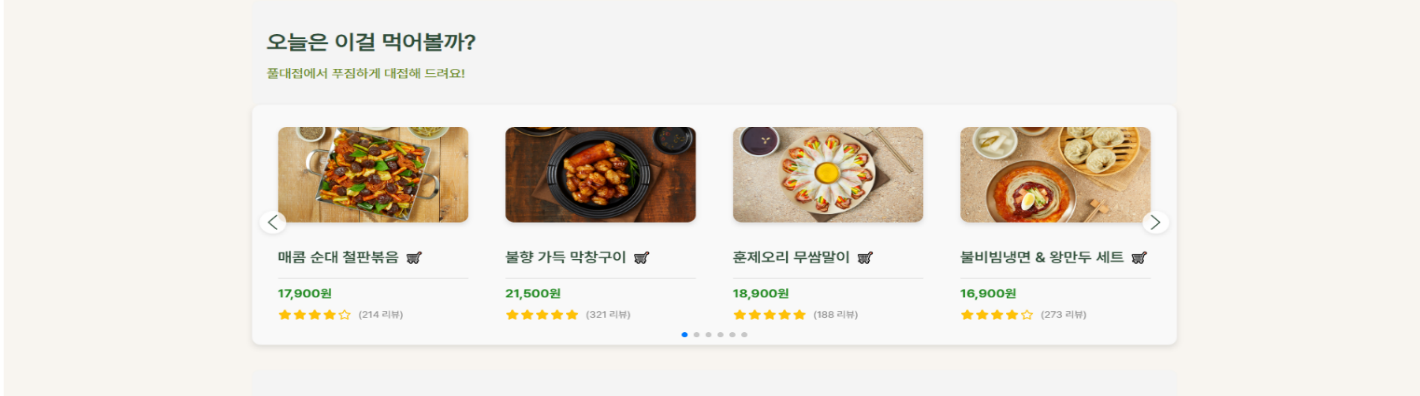 오늘은 이걸 먹어볼까?
풀대접에서 푸짐하게 대접해 드려요!
매콤 순대 철판볶음
17,900원
(214 리뷰)
불향 가득 막창구이
21,500원
(321 리뷰)
훈제오리 무쌈말이
18,900원
(188 리뷰)
불비빔냉면 & 왕만두 세트
16,900원
(273 리뷰)